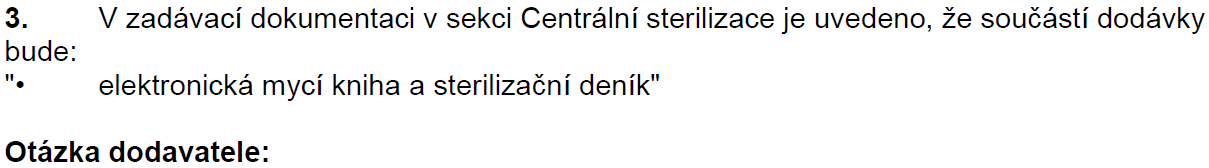 3. V zadávací dokumentaci v sekci Centrální sterilizace je uvedeno, že součástí dodávky
bude:
"• elektronická mycí kniha a sterilizační deník"
Otázka dodavatele: